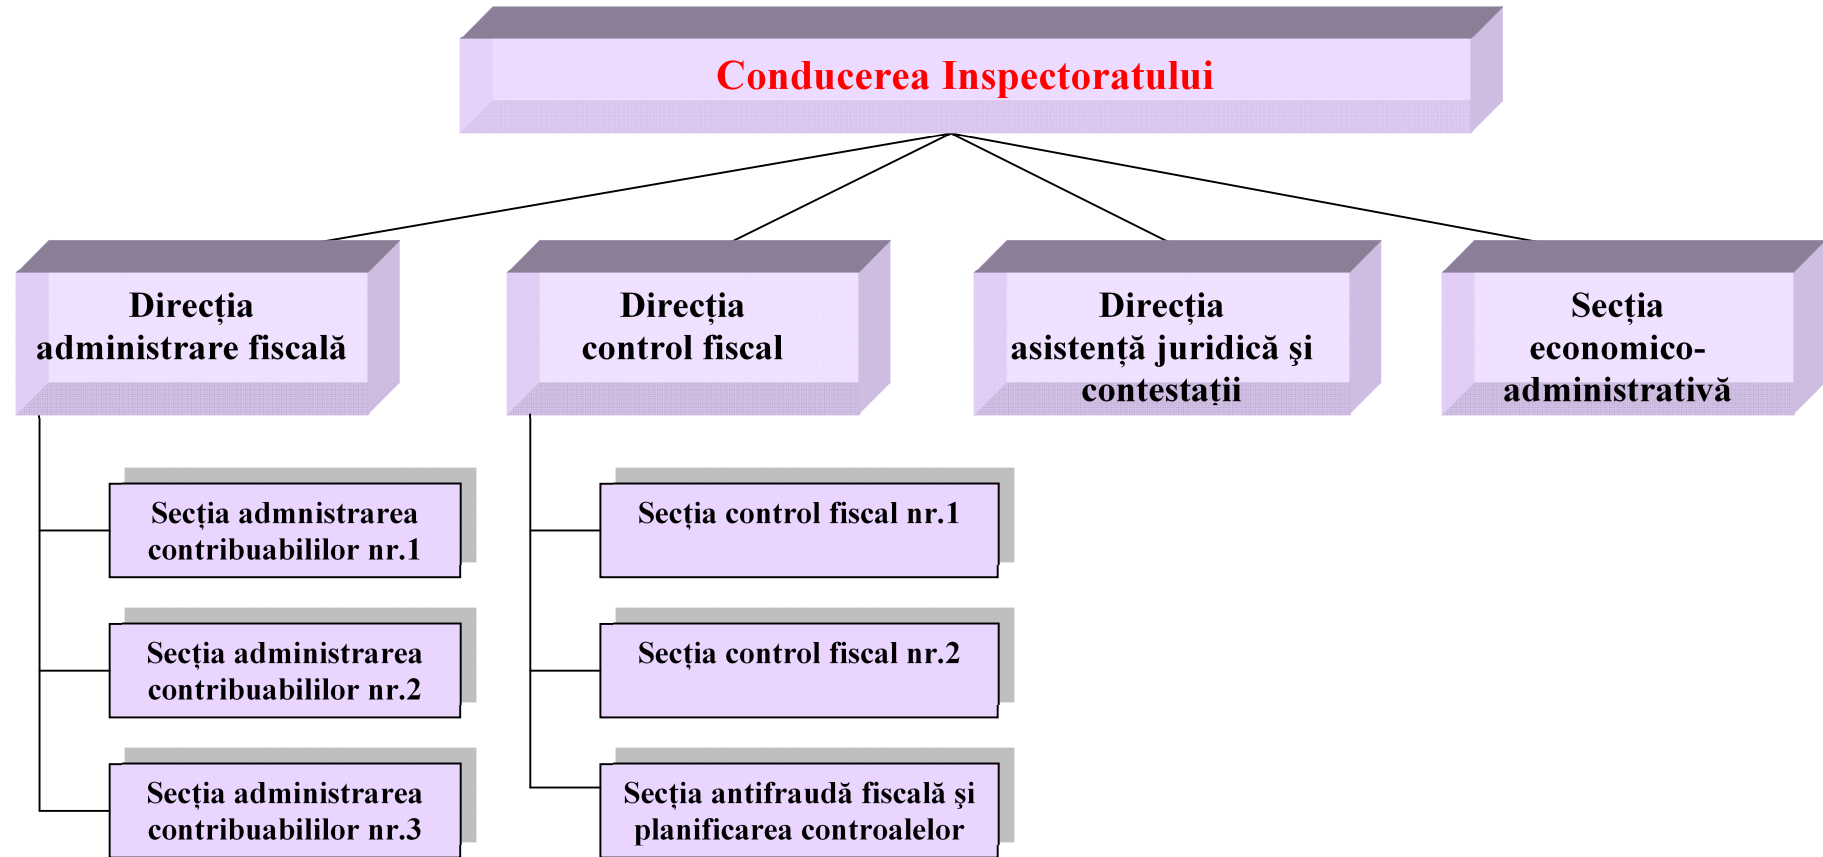 Conducerea Inspectoratului
Direcția
administrare fiscală
Direcția
control fiscal
Direcția
asistență juridică şi
contestații
Secția
economico-
administrativă
Secția admnistrarea
contribuabililor nr.1
Secția administrarea
contribuabililor nr.2
Secția administrarea
contribuabililor nr.3
Secția control fiscal nr.1
Secția control fiscal nr.2
Secția antifraudă fiscală şi
planificarea controalelor